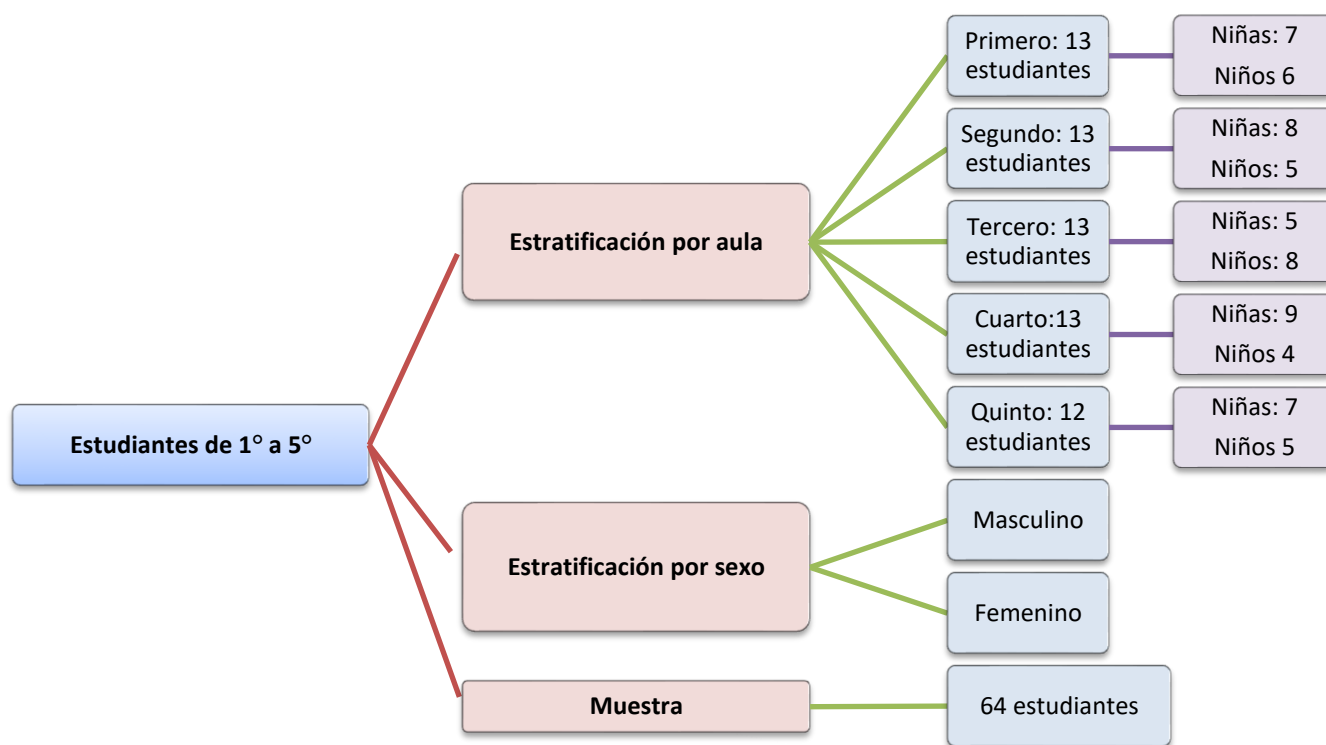 Primero: 13
estudiantes
Niñas: 7
Niños 6
Segundo: 13
estudiantes
Niñas: 8
Niños: 5
Estratificación por aula
Tercero: 13
estudiantes
Niñas: 5
Niños: 8
Cuarto:13
estudiantes
Niñas: 9
Niños 4
Estudiantes de 1° a 5°
Quinto: 12
estudiantes
Niñas: 7
Niños 5
Estratificación por sexo
Masculino
Femenino
Muestra
64 estudiantes